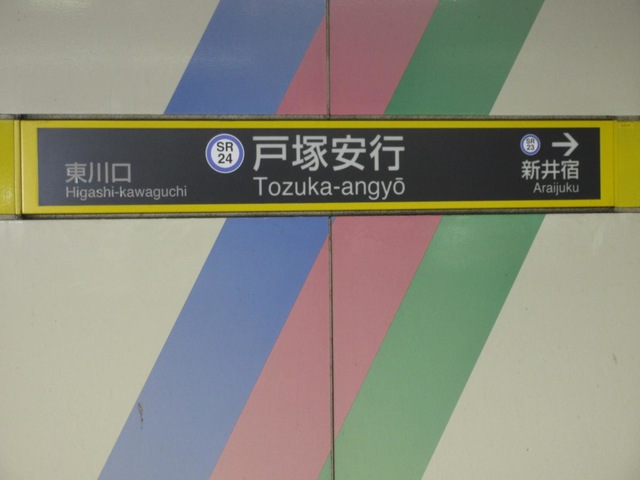 東川口
Higashi-kawaguchi
SR
24
戸塚安行
Tozuka-angyō
SR
23
→
新井宿
Araijuku